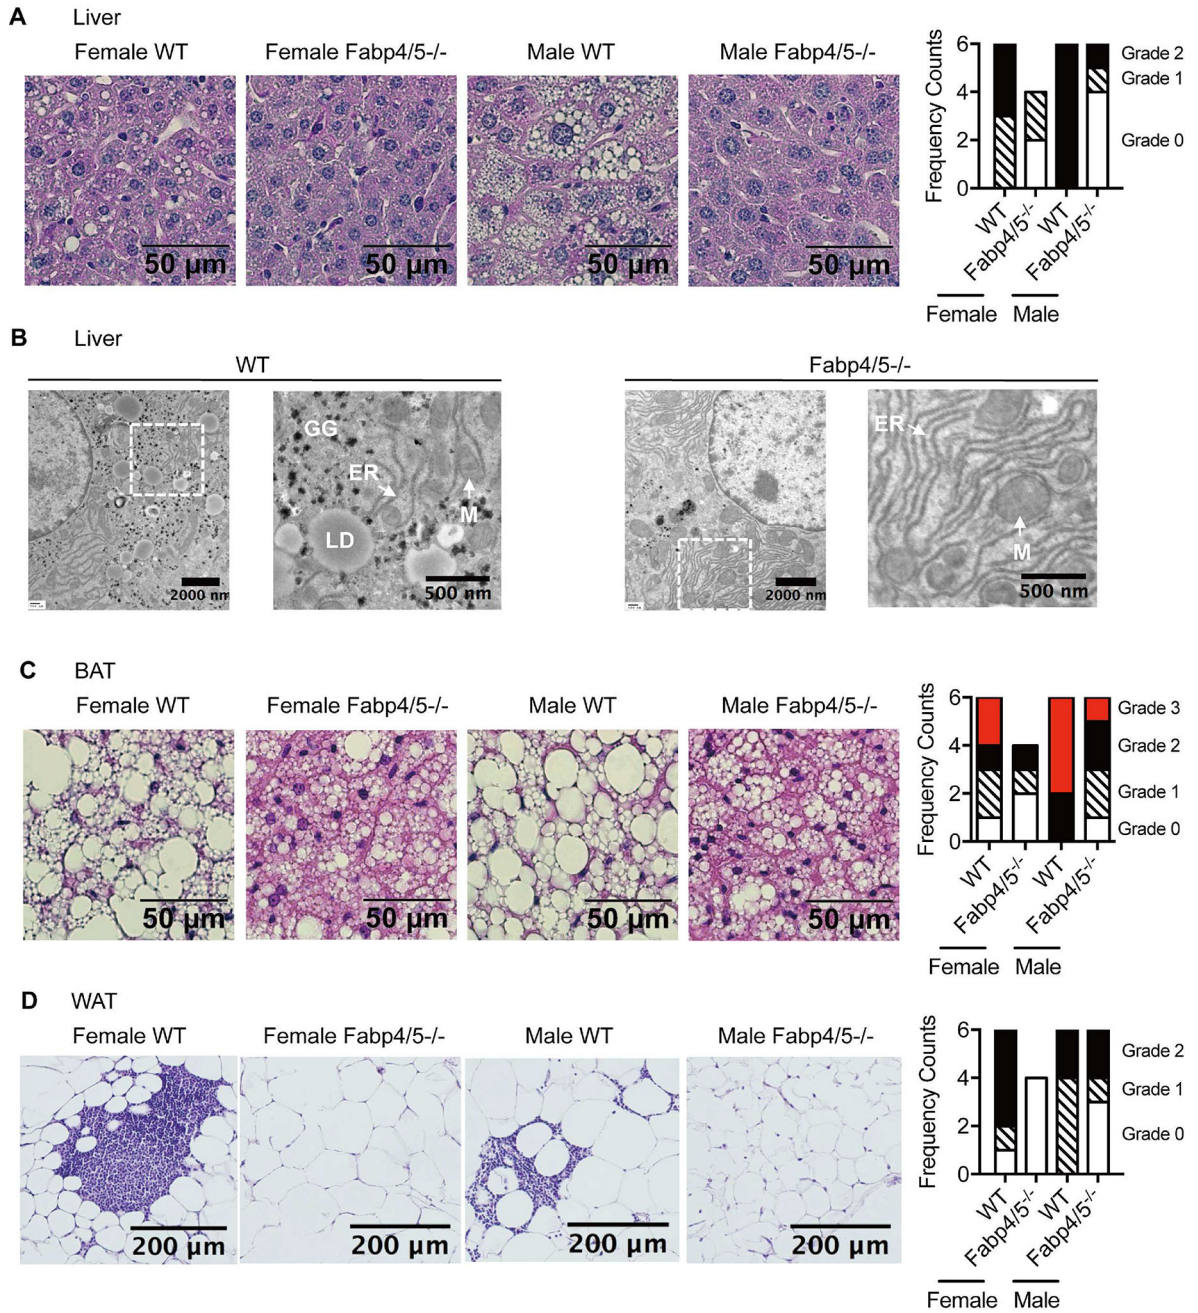 A Liver
Female WT Female Fabp4/5-/- Male WT Male Fabp4/5-/-
50 µm 50 µm 50 µm 50 µm
Frequency Counts
6
4
2
0
Grade 2
Grade 1
Grade 0
WT Fabp4/5-/- WT Fabp4/5-/-
Female Male
B Liver
WT Fabp4/5-/-
GG
ER
M
LD
2000 nm 500 nm
ER
M
2000 nm 500 nm
C BAT
Female WT Female Fabp4/5-/- Male WT Male Fabp4/5-/-
50 µm 50 µm 50 µm 50 µm
Frequency Counts
6
4
2
0
Grade 3
Grade 2
Grade 1
Grade 0
WT Fabp4/5-/- WT Fabp4/5-/-
Female Male
D WAT
Female WT Female Fabp4/5-/- Male WT Male Fabp4/5-/-
200 µm 200 µm 200 µm 200 µm
Frequency Counts
6
4
2
0
Grade 2
Grade 1
Grade 0
WT Fabp4/5-/- WT Fabp4/5-/-
Female Male